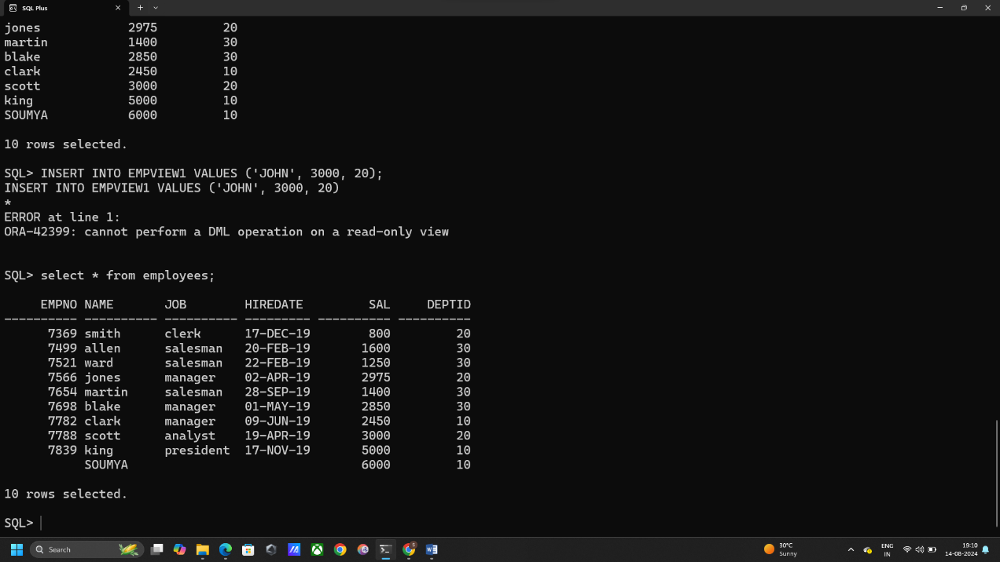 SQL Plus
jones 2975 20
martin 1400 30
blake 2850 30
clark 2450 10
scott 3000 20
king 5000 10
SOUMYA 6000 10
10 rows selected.
SQL> INSERT INTO EMPVIEW1 VALUES ('JOHN', 3000, 20);
INSERT INTO EMPVIEW1 VALUES ('JOHN', 3000, 20)
*
ERROR at line 1:
ORA-42399: cannot perform a DML operation on a read-only view
SQL> select * from employees;
EMPNO NAME JOB HIREDATE SAL DEPTID
---------- ---------- ---------- --------- ---------- ----------
7369 smith clerk 17-DEC-19 800 20
7499 allen salesman 20-FEB-19 1600 30
7521 ward salesman 22-FEB-19 1250 30
7566 jones manager 02-APR-19 2975 20
7654 martin salesman 28-SEP-19 1400 30
7698 blake manager 01-MAY-19 2850 30
7782 clark manager 09-JUN-19 2450 10
7788 scott analyst 19-APR-19 3000 20
7839 king president 17-NOV-19 5000 10
SOUMYA 6000 10
10 rows selected.
SQL>
Search
30°C
Sunny
ENG
IN
19:10
14-08-2024